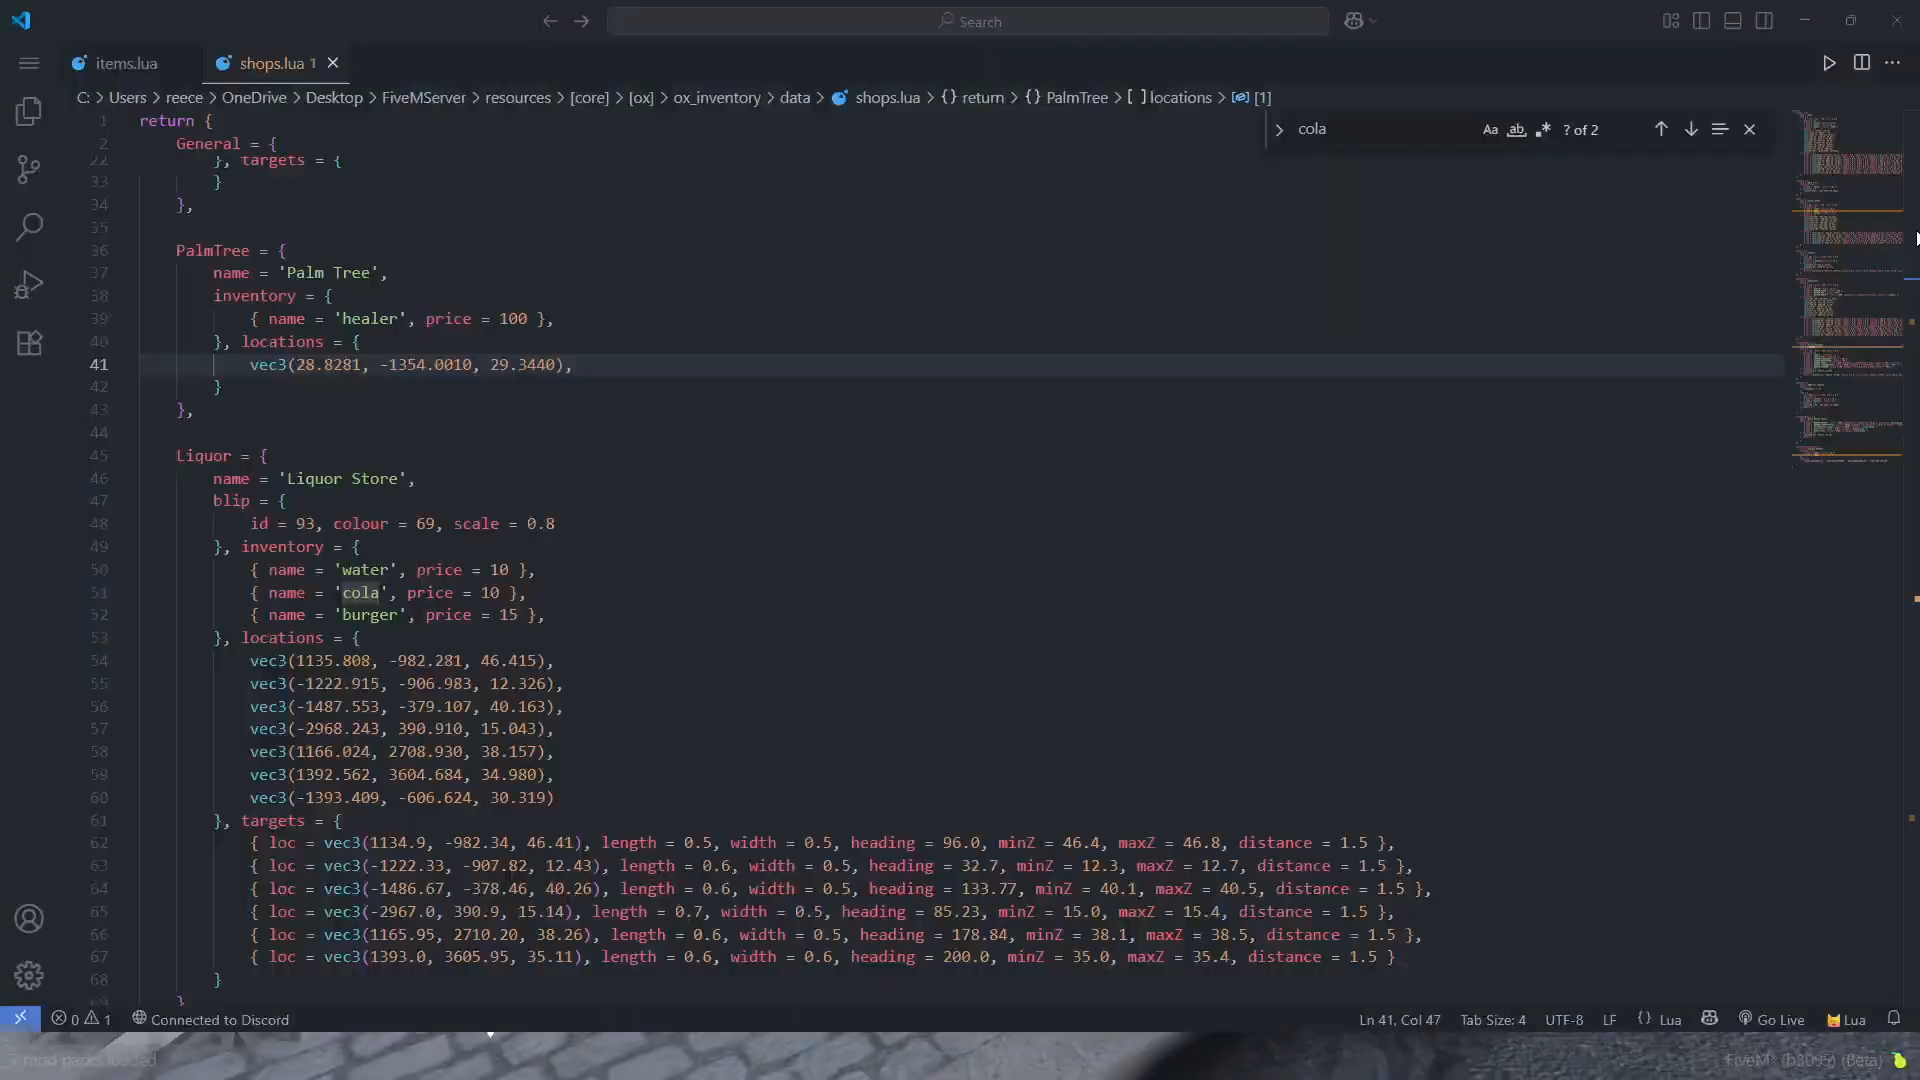 Search
items.lua
shops.lua 1
C: > Users > reece > OneDrive > Desktop > FiveMServer > resources > [core] > [ox] > ox_inventory > data > shops.lua > {} return > {} PalmTree > [ ] locations > [1]
cola
Aa ab .* ? of 2
1 return {
2 General = {
22 }, targets = {
33 }
34 },
35
36 PalmTree = {
37 name = 'Palm Tree',
38 inventory = {
39 { name = 'healer', price = 100 },
40 }, locations = {
41 vec3(28.8281, -1354.0010, 29.3440),
42 }
43 },
44
45 Liquor = {
46 name = 'Liquor Store',
47 blip = {
48 id = 93, colour = 69, scale = 0.8
49 }, inventory = {
50 { name = 'water', price = 10 },
51 { name = 'cola', price = 10 },
52 { name = 'burger', price = 15 },
53 }, locations = {
54 vec3(1135.808, -982.281, 46.415),
55 vec3(-1222.915, -906.983, 12.326),
56 vec3(-1487.553, -379.107, 40.163),
57 vec3(-2968.243, 390.910, 15.043),
58 vec3(1166.024, 2708.930, 38.157),
59 vec3(1392.562, 3604.684, 34.980),
60 vec3(-1393.409, -606.624, 30.319)
61 }, targets = {
62 { loc = vec3(1134.9, -982.34, 46.41), length = 0.5, width = 0.5, heading = 96.0, minZ = 46.4, maxZ = 46.8, distance = 1.5 },
63 { loc = vec3(-1222.33, -907.82, 12.43), length = 0.6, width = 0.5, heading = 32.7, minZ = 12.3, maxZ = 12.7, distance = 1.5 },
64 { loc = vec3(-1486.67, -378.46, 40.26), length = 0.6, width = 0.5, heading = 133.77, minZ = 40.1, maxZ = 40.5, distance = 1.5 },
65 { loc = vec3(-2967.0, 390.9, 15.14), length = 0.7, width = 0.5, heading = 85.23, minZ = 15.0, maxZ = 15.4, distance = 1.5 },
66 { loc = vec3(1165.95, 2710.20, 38.26), length = 0.6, width = 0.5, heading = 178.84, minZ = 38.1, maxZ = 38.5, distance = 1.5 },
67 { loc = vec3(1393.0, 3605.95, 35.11), length = 0.6, width = 0.6, heading = 200.0, minZ = 35.0, maxZ = 35.4, distance = 1.5 }
68 }
69 }
0 1 Connected to Discord
Ln 41, Col 47 Tab Size: 4 UTF-8 LF {} Lua Go Live Lua
FiveM* (b3095) (Beta)